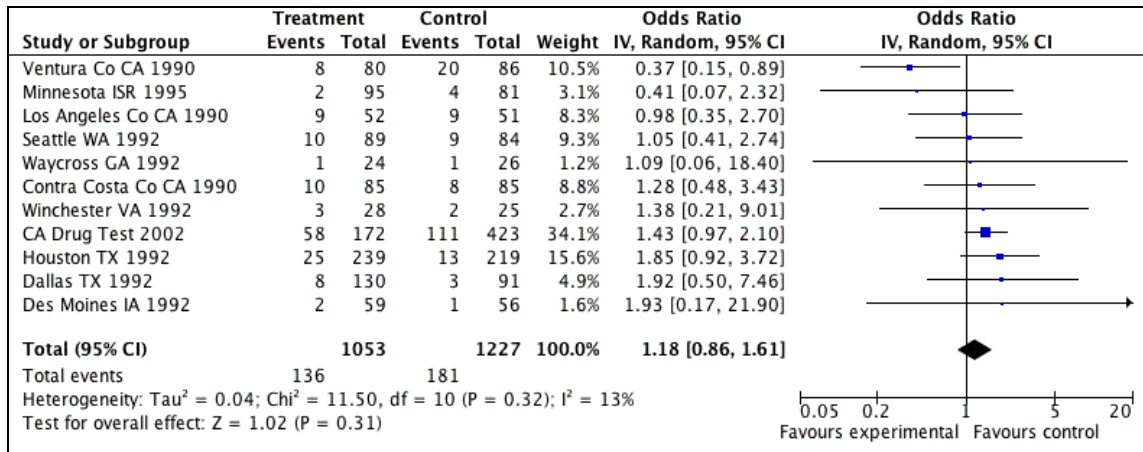 Treatment Control Odds Ratio Odds Ratio
Study or Subgroup Events Total Events Total Weight IV, Random, 95% CI IV, Random, 95% CI
Ventura Co CA 1990 8 80 20 86 10.5% 0.37 [0.15, 0.89]
Minnesota ISR 1995 2 95 4 81 3.1% 0.41 [0.07, 2.32]
Los Angeles Co CA 1990 9 52 9 51 8.3% 0.98 [0.35, 2.70]
Seattle WA 1992 10 89 9 84 9.3% 1.05 [0.41, 2.74]
Waycross GA 1992 1 24 1 26 1.2% 1.09 [0.06, 18.40]
Contra Costa Co CA 1990 10 85 8 85 8.8% 1.28 [0.48, 3.43]
Winchester VA 1992 3 28 2 25 2.7% 1.38 [0.21, 9.01]
CA Drug Test 2002 58 172 111 423 34.1% 1.43 [0.97, 2.10]
Houston TX 1992 25 239 13 219 15.6% 1.85 [0.92, 3.72]
Dallas TX 1992 8 130 3 91 4.9% 1.92 [0.50, 7.46]
Des Moines IA 1992 2 59 1 56 1.6% 1.93 [0.17, 21.90]
Total (95% CI) 1053 1227 100.0% 1.18 [0.86, 1.61]
Total events 136 181
Heterogeneity: Tau² = 0.04; Chi² = 11.50, df = 10 (P = 0.32); I² = 13%
Test for overall effect: Z = 1.02 (P = 0.31)
0.05 0.2 1 5 20
Favours experimental Favours control